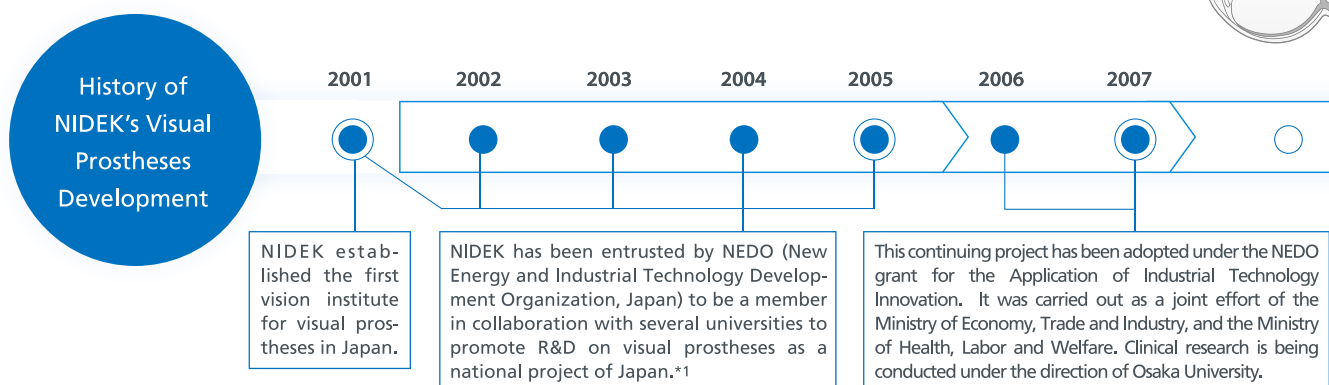 History of
NIDEK's Visual
Prostheses
Development
2001
2002
2003
2004
2005
2006
2007
NIDEK estab-
lished the first
vision institute
for visual pros-
theses in Japan.
NIDEK has been entrusted by NEDO (New
Energy and Industrial Technology Develop-
ment Organization, Japan) to be a member
in collaboration with several universities to
promote R&D on visual prostheses as a
national project of Japan.*1
This continuing project has been adopted under the NEDO
grant for the Application of Industrial Technology
Innovation. It was carried out as a joint effort of the
Ministry of Economy, Trade and Industry, and the Ministry
of Health, Labor and Welfare. Clinical research is being
conducted under the direction of Osaka University.